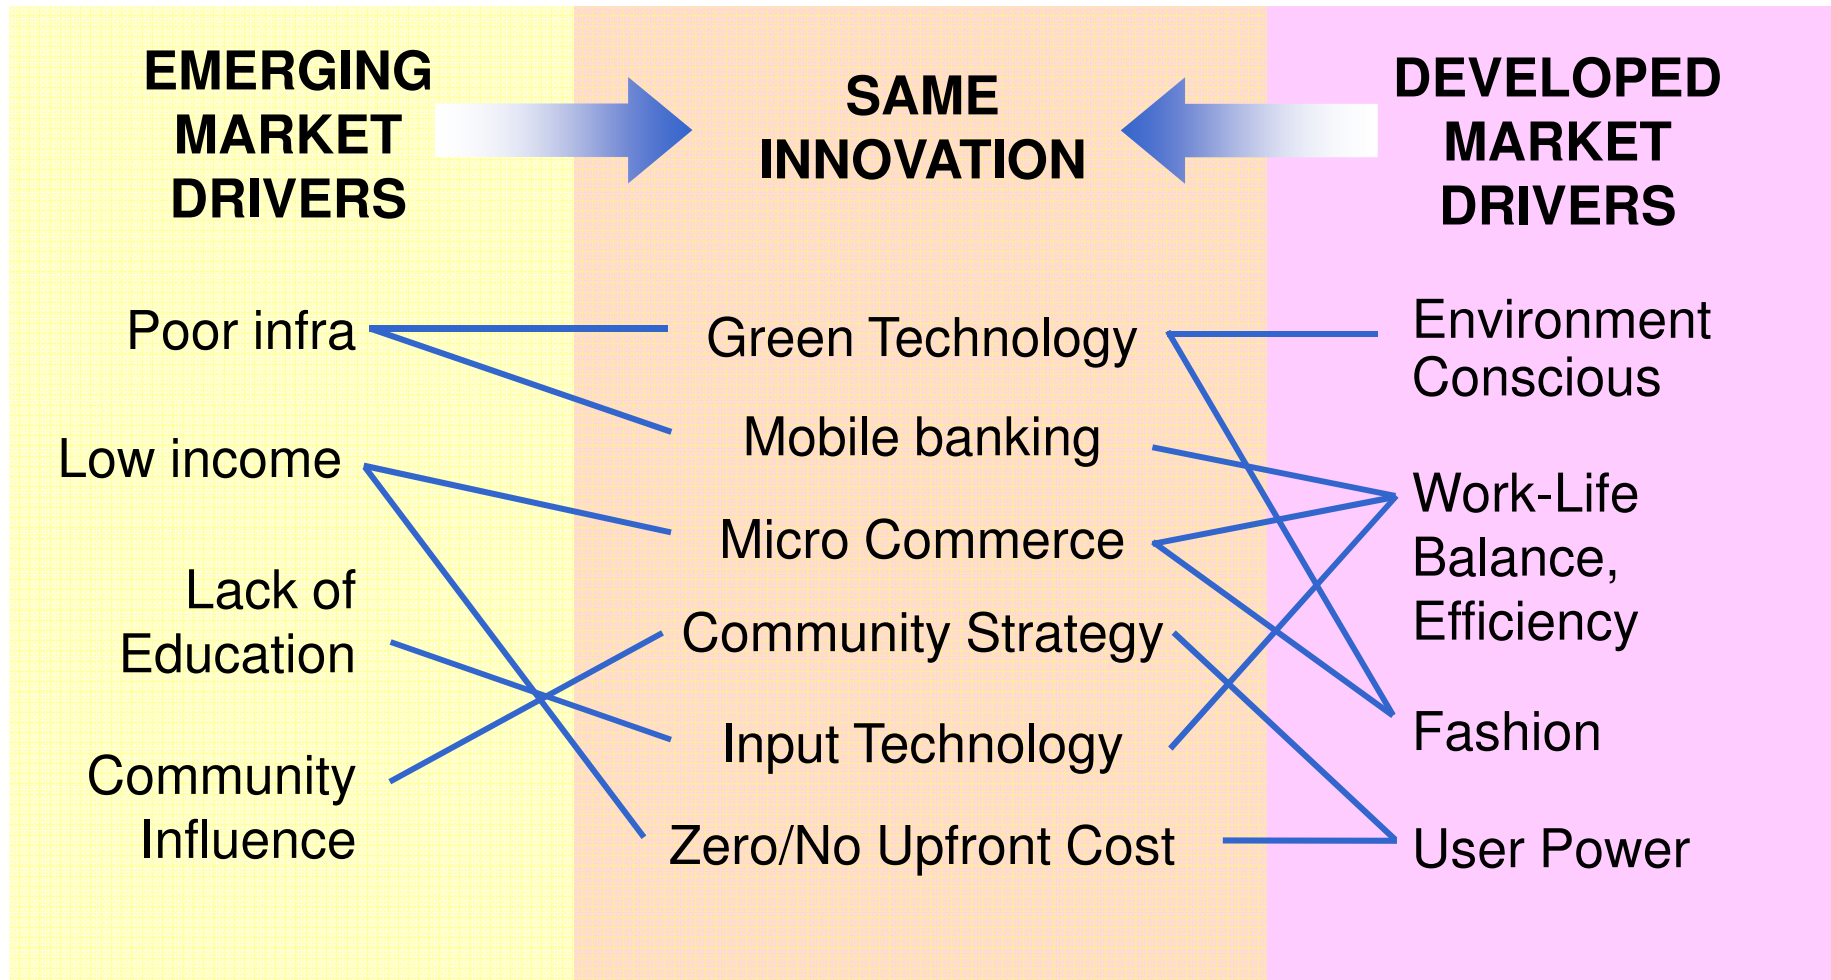 EMERGING
MARKET
DRIVERS
SAME
INNOVATION
DEVELOPED
MARKET
DRIVERS
Poor infra
Low income
Lack of
Education
Community
Influence
Green Technology
Mobile banking
Micro Commerce
Community Strategy
Input Technology
Zero/No Upfront Cost
Environment
Conscious
Work-Life
Balance,
Efficiency
Fashion
User Power